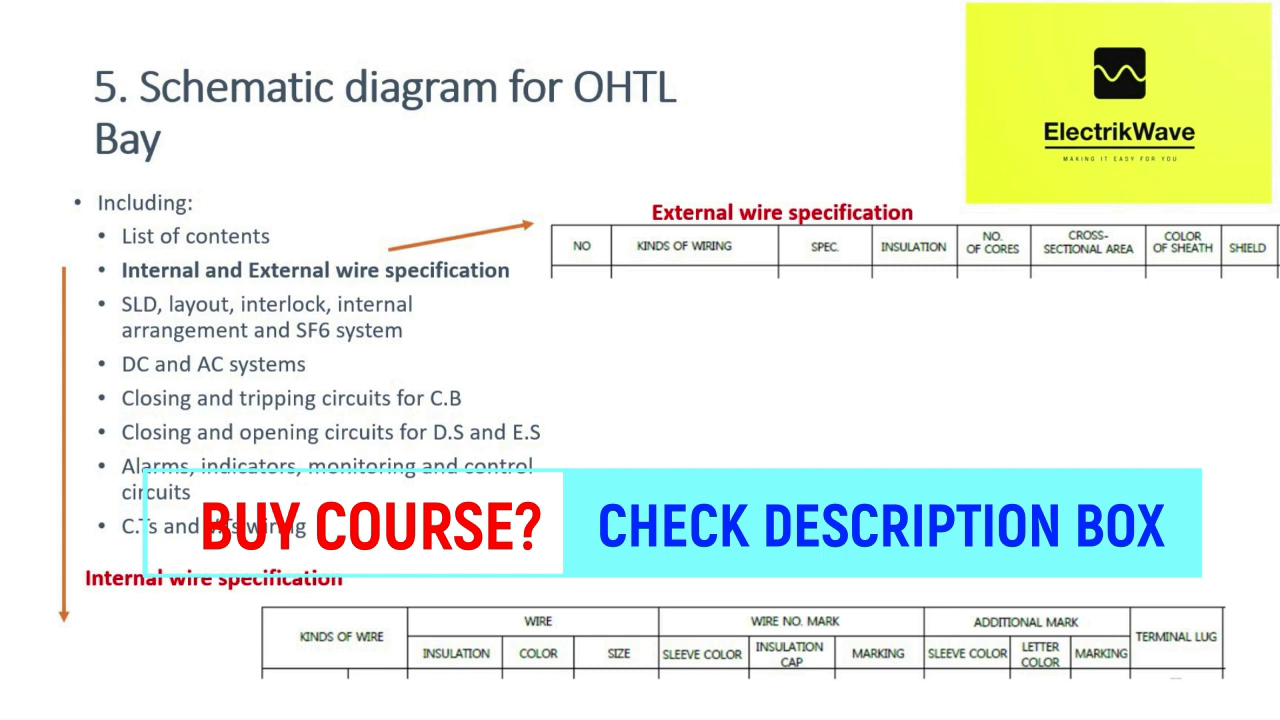 5. Schematic diagram for OHTL
Bay
ElectrikWave
MAKING IT EASY FOR YOU
• Including:
• List of contents
• Internal and External wire specification
• SLD, layout, interlock, internal
arrangement and SF6 system
• DC and AC systems
• Closing and tripping circuits for C.B
• Closing and opening circuits for D.S and E.S
• Alarms, indicators, monitoring and control
circuits
• C.Ts and V.Ts wiring
External wire specification
NO KINDS OF WIRING SPEC. INSULATION NO. OF CORES CROSS-SECTIONAL AREA COLOR OF SHEATH SHIELD
BUY COURSE? CHECK DESCRIPTION BOX
Internal wire specification
KINDS OF WIRE WIRE WIRE NO. MARK ADDITIONAL MARK TERMINAL LUG
INSULATION COLOR SIZE SLEEVE COLOR INSULATION CAP MARKING SLEEVE COLOR LETTER COLOR MARKING